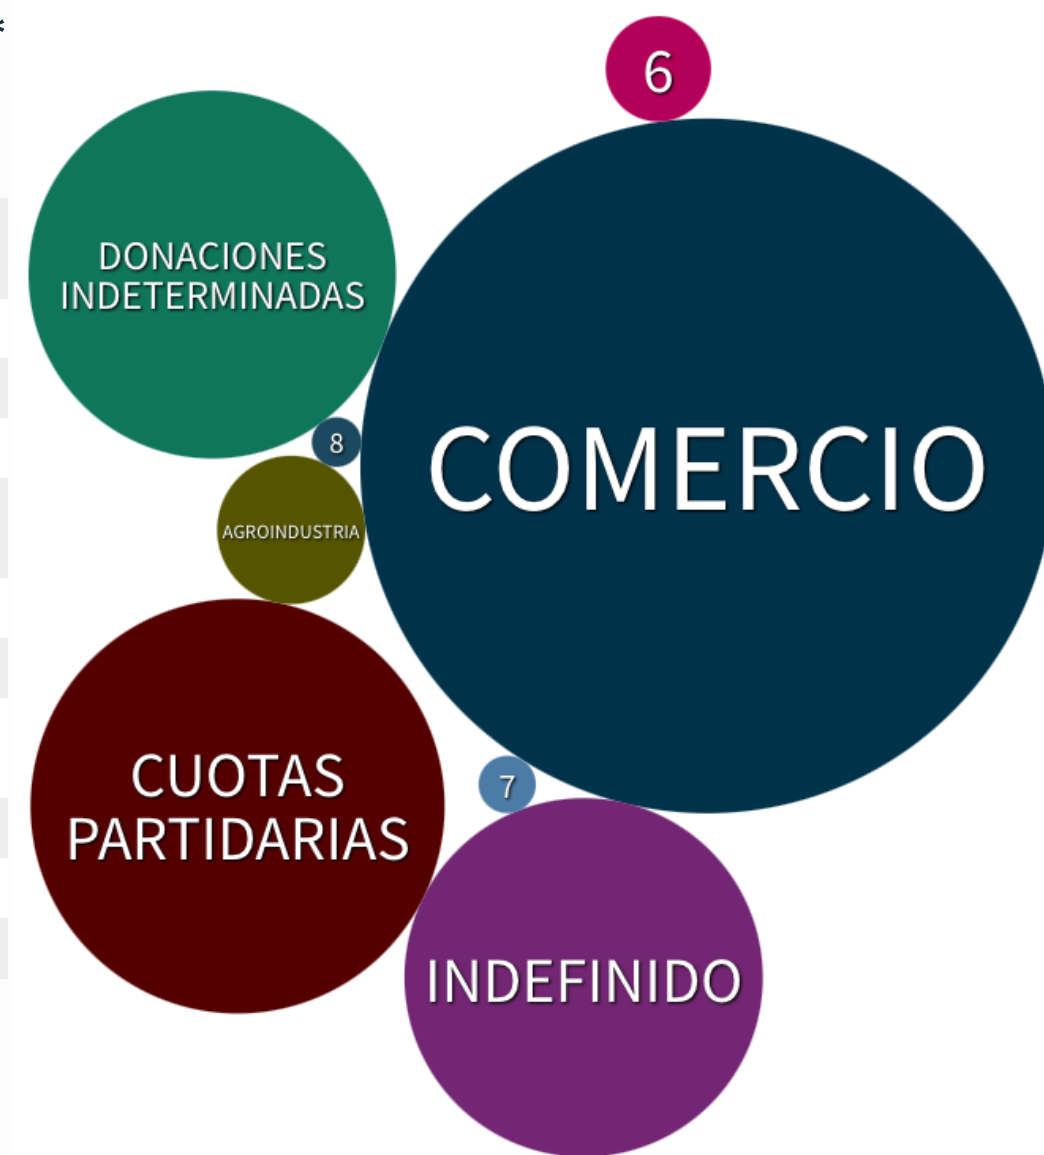 6
DONACIONES
INDETERMINADAS
8
COMERCIO
AGROINDUSTRIA
CUOTAS
PARTIDARIAS
7
INDEFINIDO